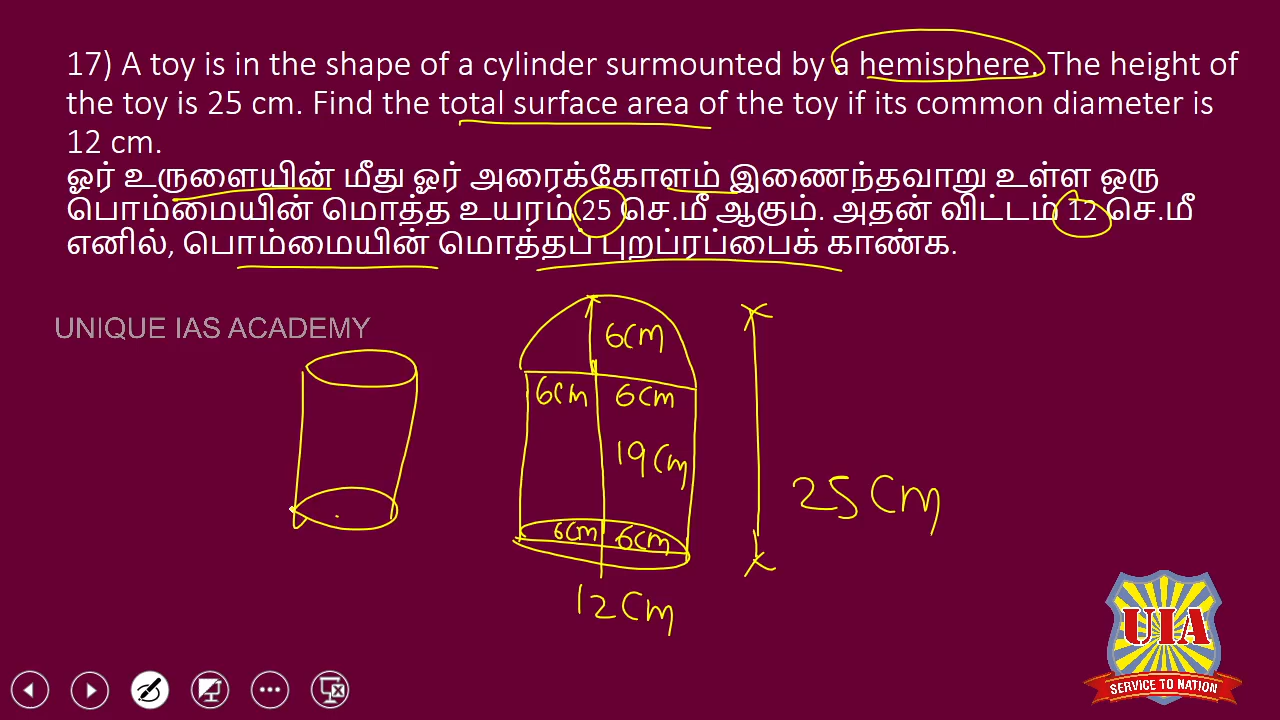 17) A toy is in the shape of a cylinder surmounted by a hemisphere. The height of
the toy is 25 cm. Find the total surface area of the toy if its common diameter is
12 cm.
ஓர் உருளையின் மீது ஓர் அரைக்கோளம் இணைந்தவாறு உள்ள ஒரு
பொம்மையின் மொத்த உயரம் 25 செ.மீ ஆகும். அதன் விட்டம் 12 செ.மீ
எனில், பொம்மையின் மொத்தப் புறப்ரப்பைக் காண்க.
UNIQUE IAS ACADEMY
6cm
6cm 6cm
19cm
25cm
6cm 6cm
12cm
UIA
SERVICE TO NATION